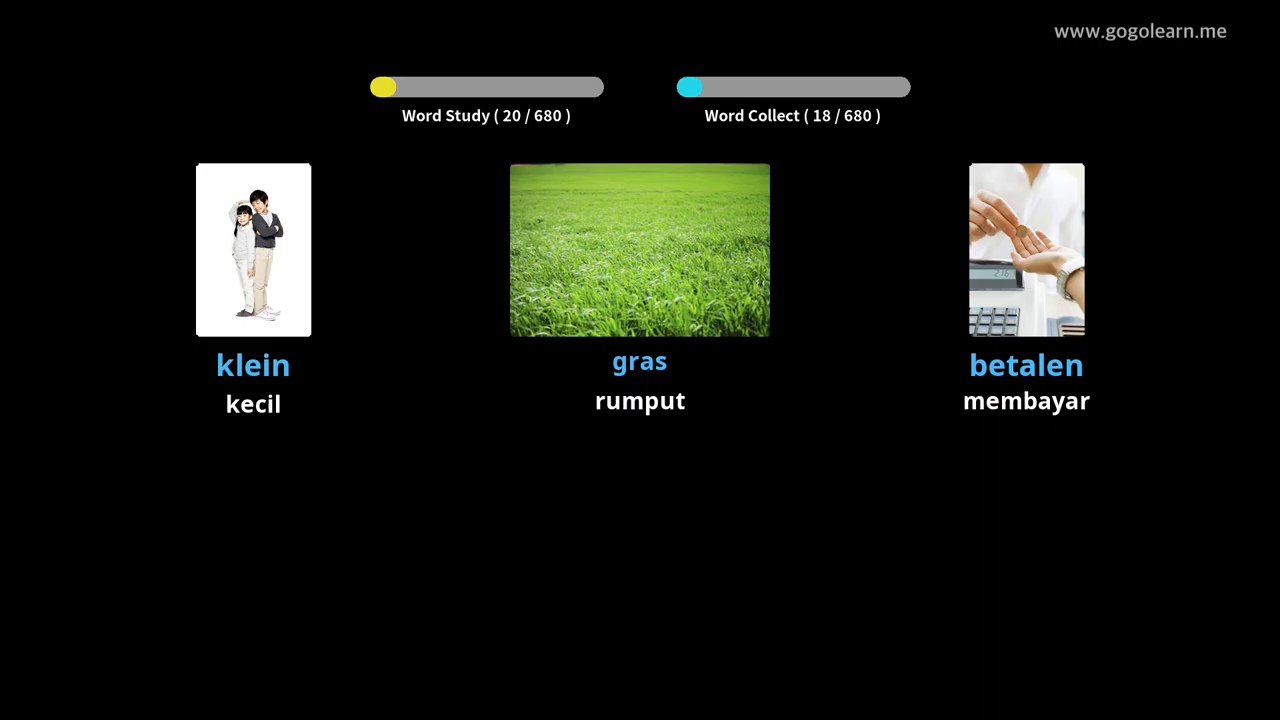 www.gogolearn.me
Word Study ( 20 / 680 )
Word Collect ( 18 / 680 )
klein
kecil
gras
rumput
betalen
membayar